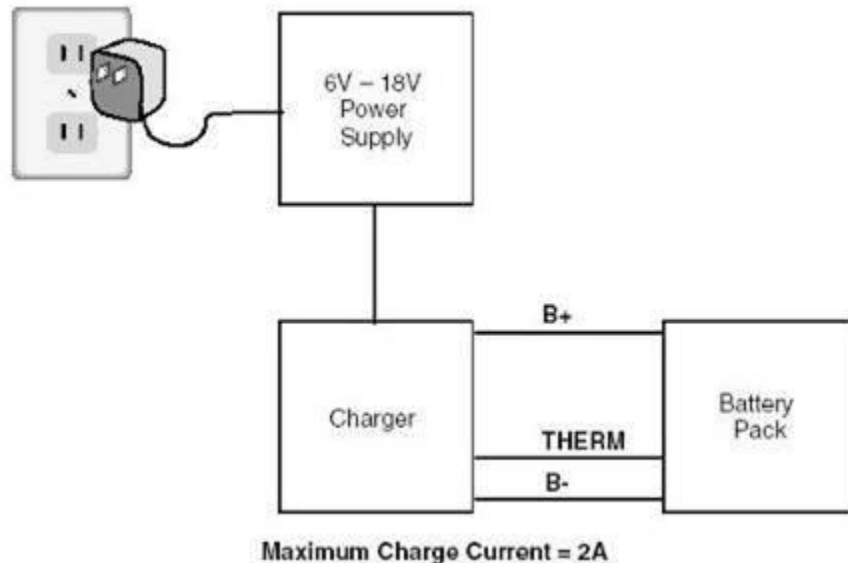 6V – 18V
Power
Supply
B+
Charger
Battery
Pack
THERM
B-
Maximum Charge Current = 2A